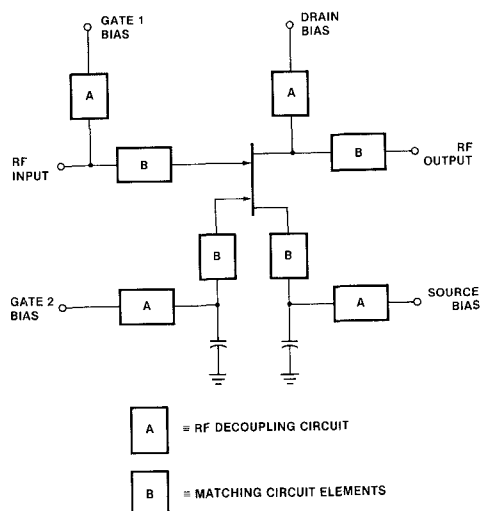 GATE 1
BIAS
DRAIN
BIAS
A
A
RF
INPUT
B
B
RF
OUTPUT
B
B
GATE 2
BIAS
A
A
SOURCE
BIAS
A
≡ RF DECOUPLING CIRCUIT
B
≡ MATCHING CIRCUIT ELEMENTS